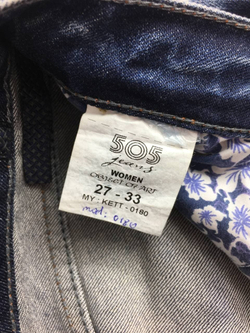 505
jeans
WOMEN
OBJECT OF ART
27 - 33
MY - KETT - 0180